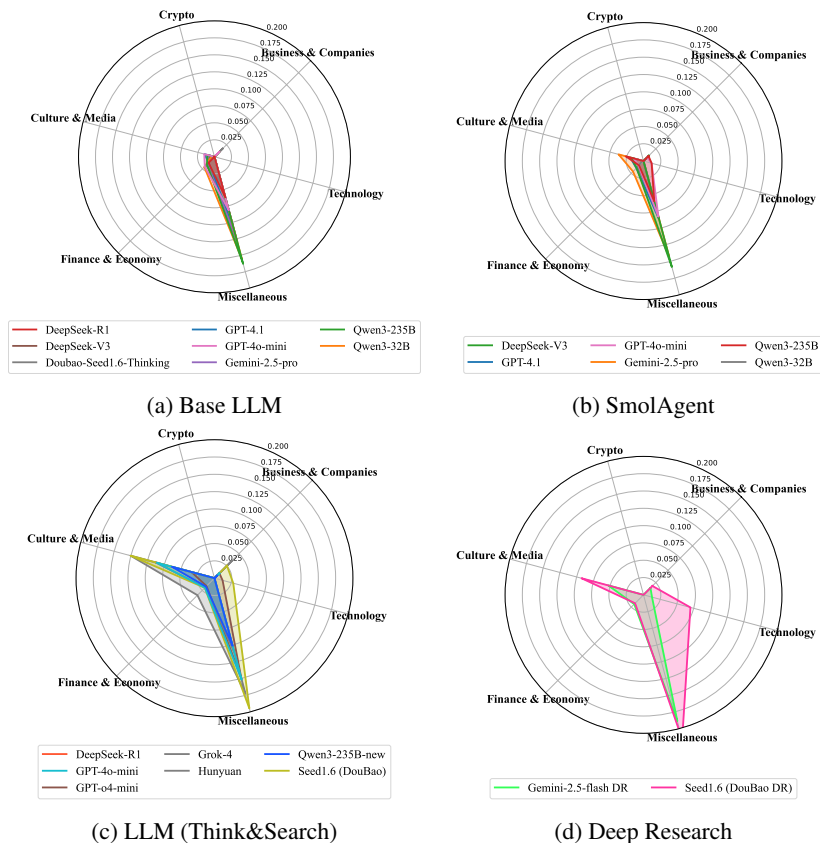 Crypto
0.200
0.175
Business & Companies
0.150
0.125
0.100
0.075
0.050
0.025
Culture & Media
Technology
Finance & Economy
Miscellaneous
DeepSeek-R1 GPT-4.1 Qwen3-235B
DeepSeek-V3 GPT-4o-mini Qwen3-32B
Doubao-Seed1.6-Thinking Gemini-2.5-pro
(a) Base LLM
Crypto
0.200
0.175
Business & Companies
0.150
0.125
0.100
0.075
0.050
0.025
Culture & Media
Technology
Finance & Economy
Miscellaneous
DeepSeek-V3 GPT-4o-mini Qwen3-235B
GPT-4.1 Gemini-2.5-pro Qwen3-32B
(b) SmolAgent
Crypto
0.200
0.175
Business & Companies
0.150
0.125
0.100
0.075
0.050
0.025
Culture & Media
Technology
Finance & Economy
Miscellaneous
DeepSeek-R1 Grok-4 Qwen3-235B-new
GPT-4o-mini Hunyuan Seed1.6 (DouBao)
GPT-o4-mini
(c) LLM (Think&Search)
Crypto
0.200
0.175
Business & Companies
0.150
0.125
0.100
0.075
0.050
0.025
Culture & Media
Technology
Finance & Economy
Miscellaneous
Gemini-2.5-flash DR Seed1.6 (DouBao DR)
(d) Deep Research